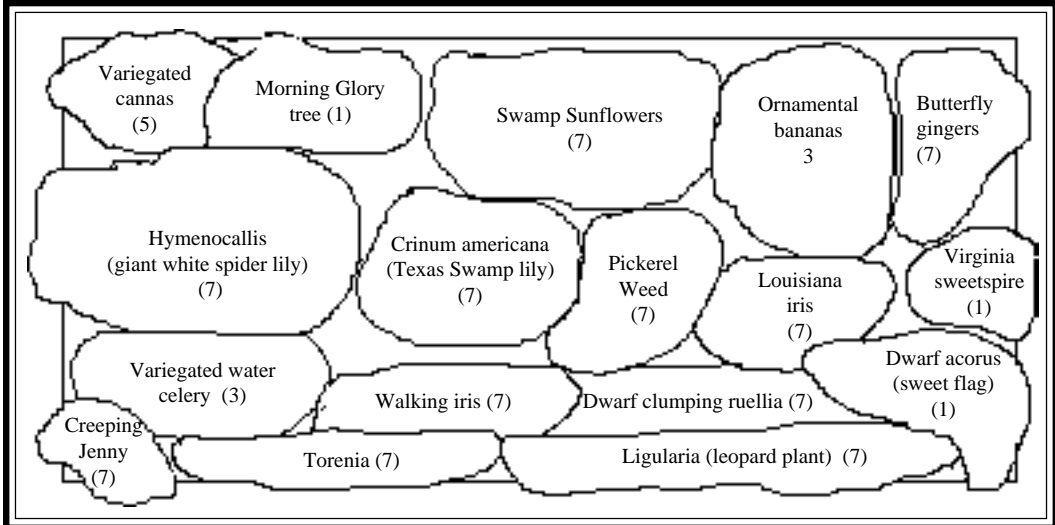 Variegated
cannas
(5)
Morning Glory
tree (1)
Swamp Sunflowers
(7)
Ornamental
bananas
3
Butterfly
gingers
(7)
Hymenocallis
(giant white spider lily)
(7)
Crinum americana
(Texas Swamp lily)
(7)
Pickerel
Weed
(7)
Louisiana
iris
(7)
Virginia
sweetspire
(1)
Variegated water
celery (3)
Walking iris (7)
Dwarf clumping ruellia (7)
Dwarf acorus
(sweet flag)
(1)
Creeping
Jenny
(7)
Torenia (7)
Ligularia (leopard plant) (7)